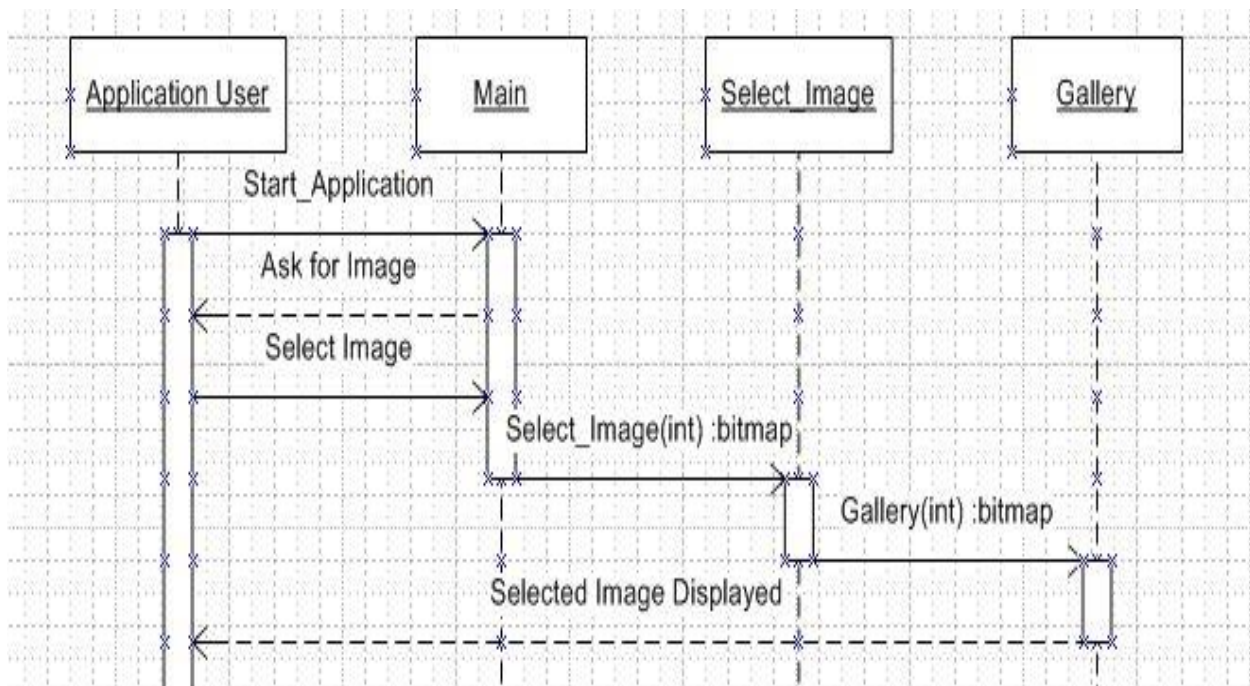 Application User
Main
Select_Image
Gallery
Start_Application
Ask for Image
Select Image
Select_Image(int) :bitmap
Gallery(int) :bitmap
Selected Image Displayed